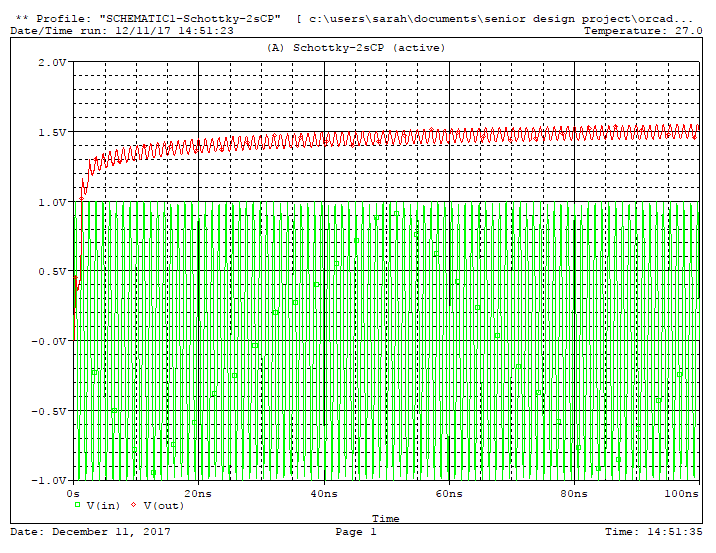 ** Profile: "SCHEMATIC1-Schottky-2sCP" [ c:\users\sarah\documents\senior design project\orcad...
Date/Time run: 12/11/17 14:51:23 Temperature: 27.0
(A) Schottky-2sCP (active)
2.0V
1.5V
1.0V
0.5V
-0.0V
-0.5V
-1.0V
0s 20ns 40ns 60ns 80ns 100ns
V(in) V(out)
Time
Date: December 11, 2017 Page 1 Time: 14:51:35